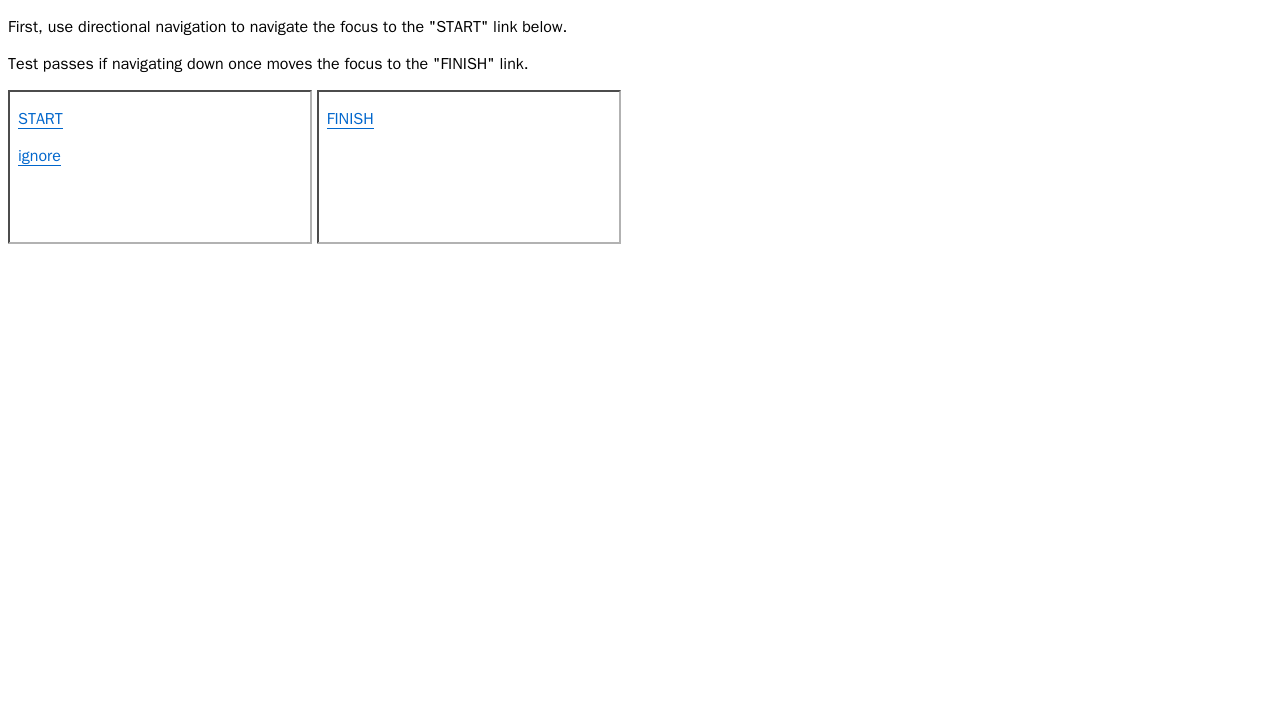 First, use directional navigation to navigate the focus to the "START" link below.
Test passes if navigating down once moves the focus to the "FINISH" link.
START
ignore
FINISH